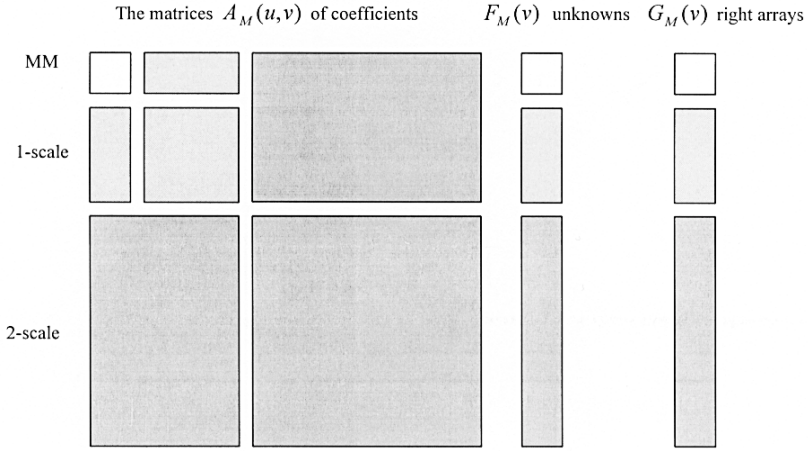 The matrices A_M(u,v) of coefficients F_M(v) unknowns G_M(v) right arrays
MM
1-scale
2-scale